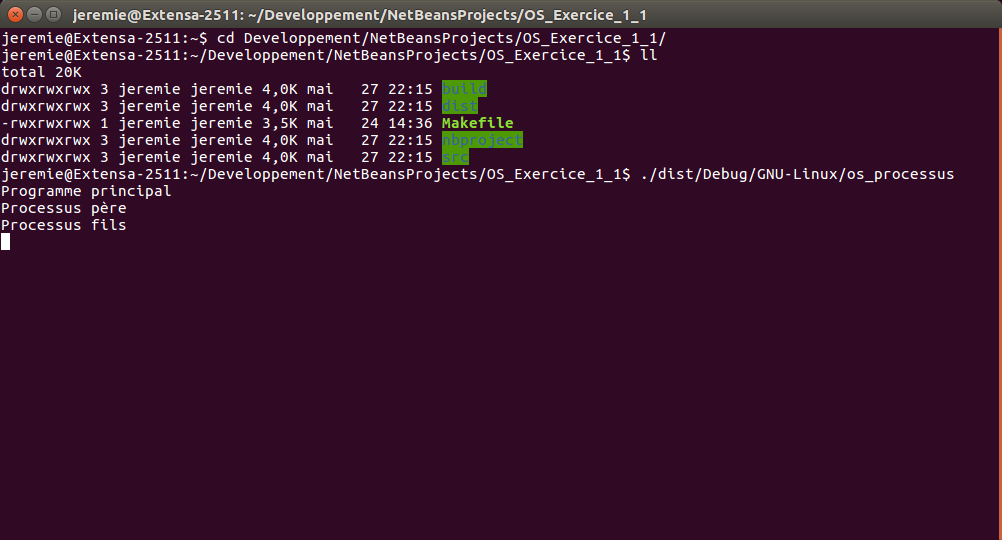 jeremie@Extensa-2511: ~/Developpement/NetBeansProjects/OS_Exercice_1_1
jeremie@Extensa-2511:~$ cd Developpement/NetBeansProjects/OS_Exercice_1_1/
jeremie@Extensa-2511:~/Developpement/NetBeansProjects/OS_Exercice_1_1$ ll
total 20K
drwxrwxrwx 3 jeremie jeremie 4,0K mai   27 22:15 build
drwxrwxrwx 3 jeremie jeremie 4,0K mai   27 22:15 dist
-rwxrwxrwx 1 jeremie jeremie 3,5K mai   24 14:36 Makefile
drwxrwxrwx 3 jeremie jeremie 4,0K mai   27 22:15 nbproject
drwxrwxrwx 3 jeremie jeremie 4,0K mai   27 22:15 src
jeremie@Extensa-2511:~/Developpement/NetBeansProjects/OS_Exercice_1_1$ ./dist/Debug/GNU-Linux/os_processus
Programme principal
Processus père
Processus fils